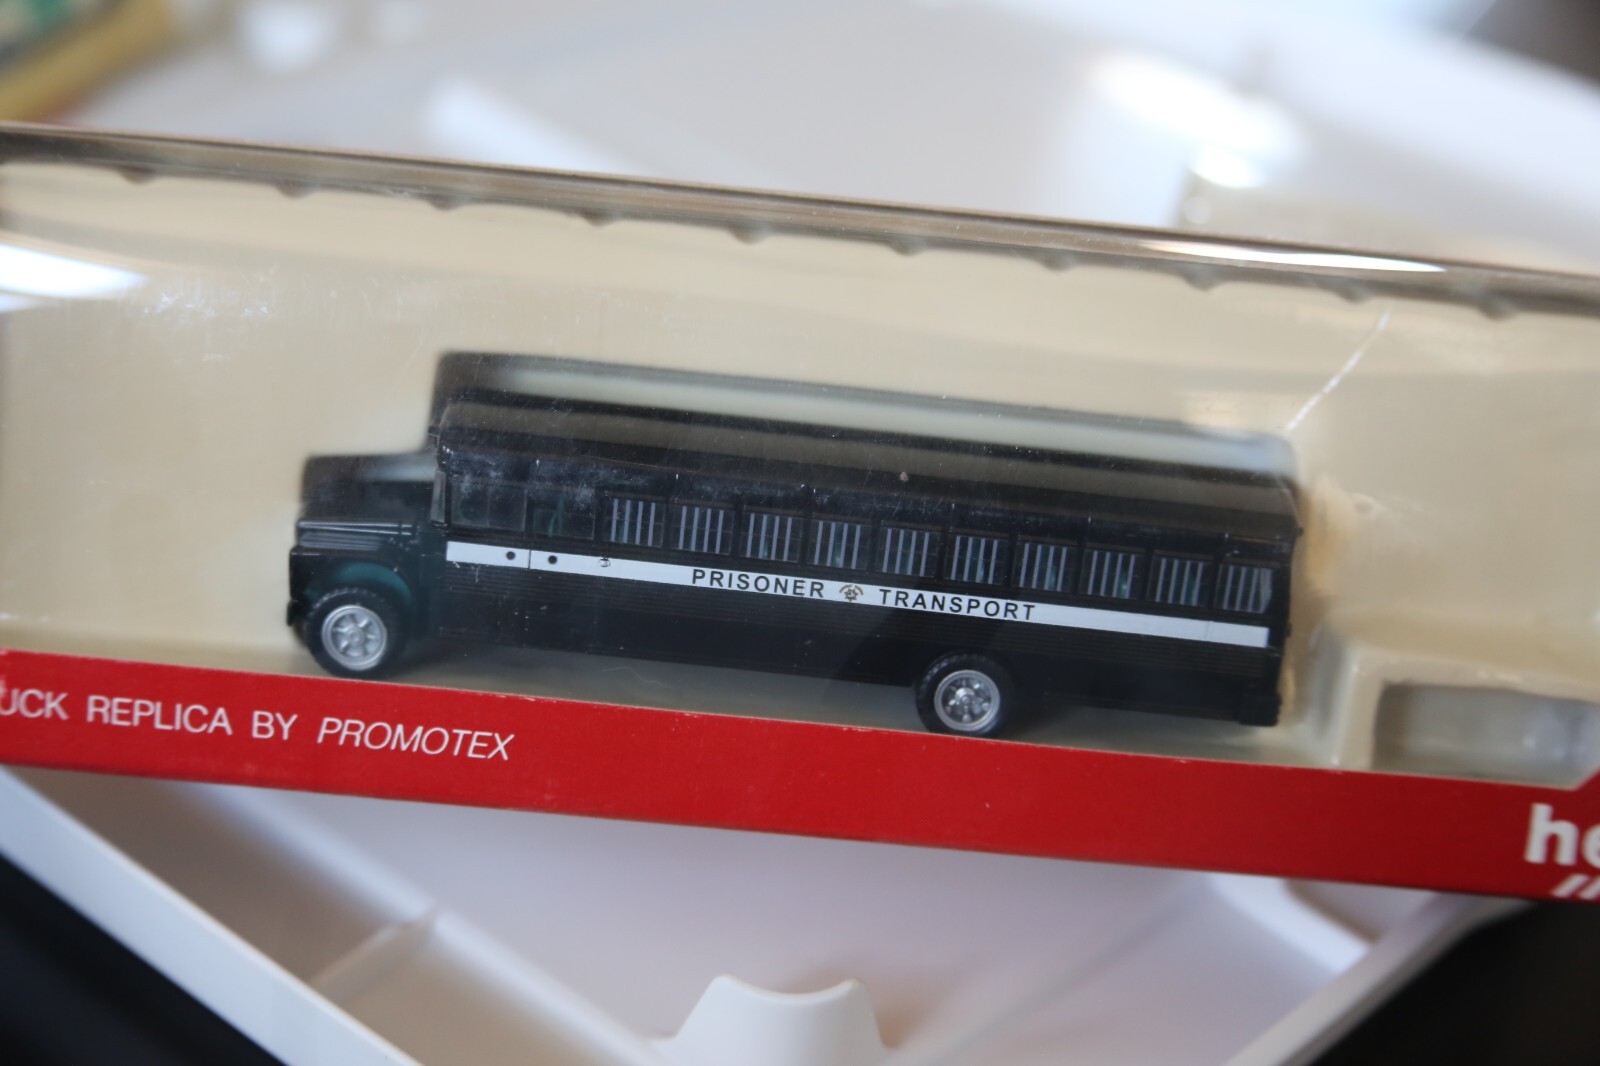 PRISONER TRANSPORT
UCK REPLICA BY PROMOTEX
he